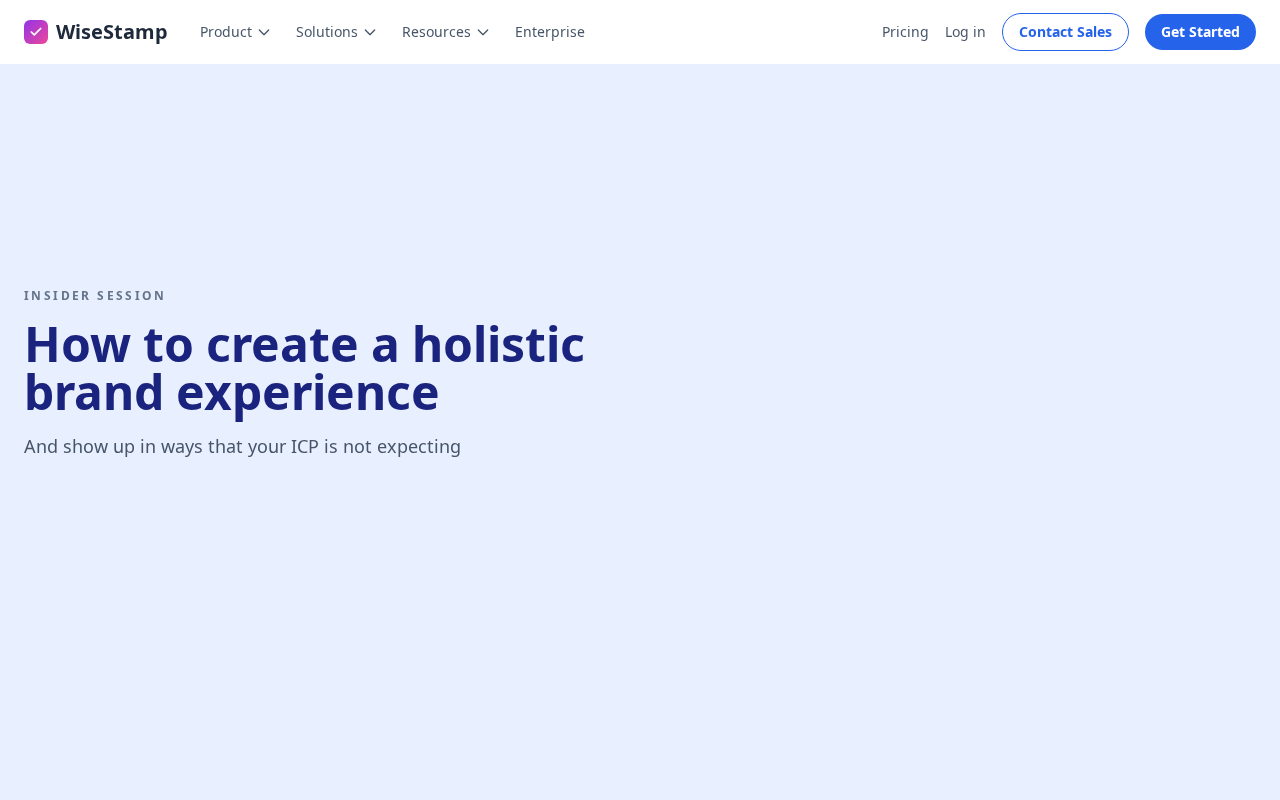 WiseStamp
Product
Solutions
Resources
Enterprise
Pricing
Log in
Contact Sales
Get Started
INSIDER SESSION
How to create a holistic
brand experience
And show up in ways that your ICP is not expecting